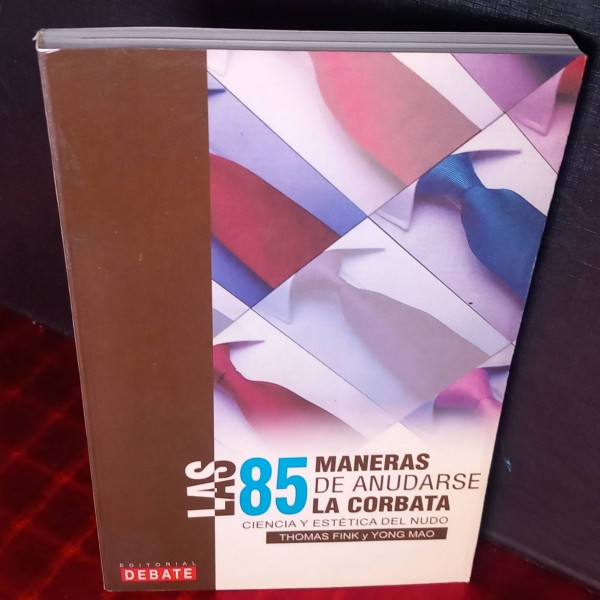 LAS
85
MANERAS
DE ANUDARSE
LA CORBATA
CIENCIA Y ESTÉTICA DEL NUDO
THOMAS FINK y YONG MAO
EDITORIAL
DEBATE